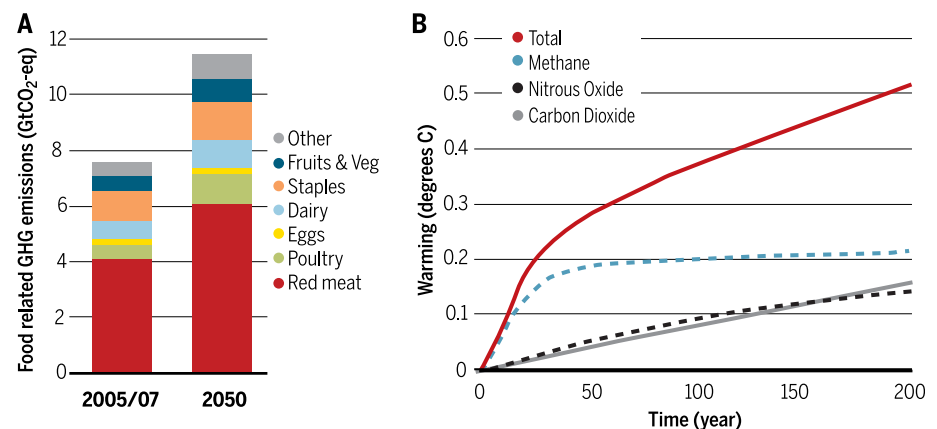 A
Food related GHG emissions (GtCO2-eq)
12
10
8
6
4
2
0
2005/07
2050
Other
Fruits & Veg
Staples
Dairy
Eggs
Poultry
Red meat
B
Warming (degrees C)
0.6
0.5
0.4
0.3
0.2
0.1
0
Total
Methane
Nitrous Oxide
Carbon Dioxide
0
50
100
150
200
Time (year)